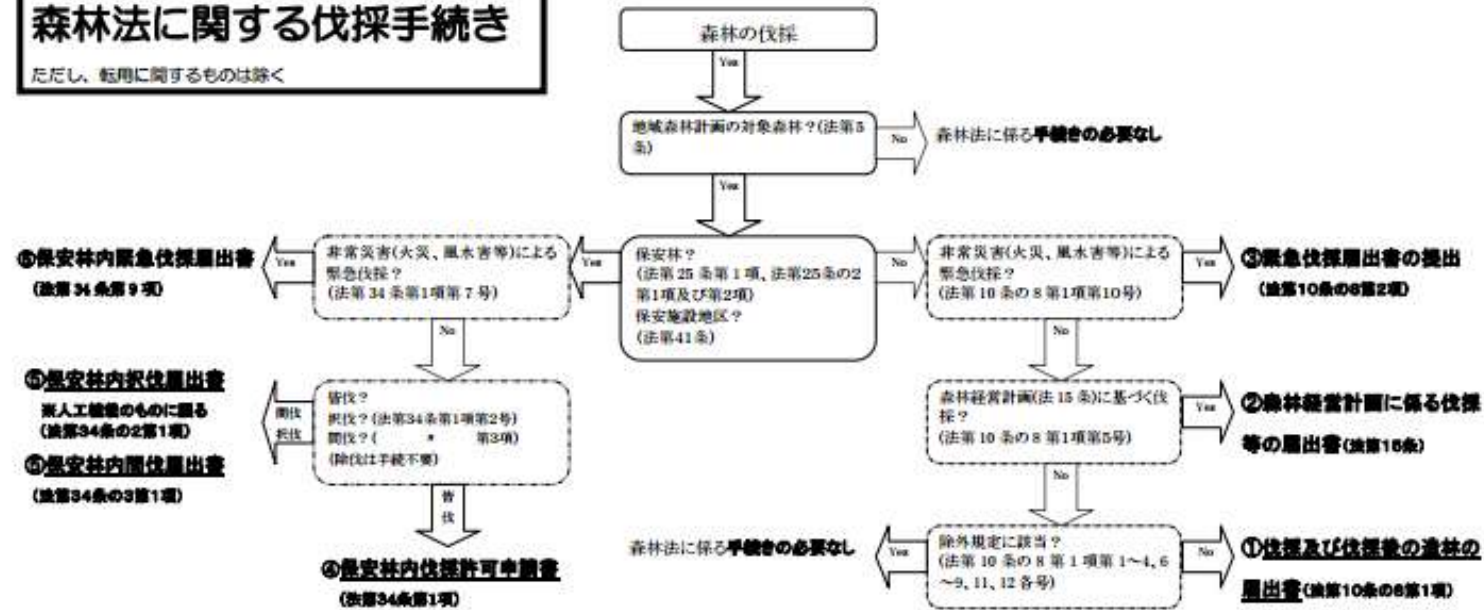 森林法に関する伐採手続き
ただし、転用に関するものは除く
森林の伐採
Yes
地域森林計画の対象森林？(法第5
条)
No
森林法に係る手続きの必要なし
Yes
⑥保安林内緊急伐採届出書
(法第34条第9項)
Yes
非常災害(火災、風水害等)による
緊急伐採？
(法第34条第1項第7号)
Yes
保安林？
(法第25条第1項、法第25条の2
第1項及び第2項)
保安施設地区？
(法第41条)
No
非常災害(火災、風水害等)による
緊急伐採？
(法第10条の8第1項第10号)
Yes
③緊急伐採届出書の提出
(法第10条の8第2項)
No
No
⑤保安林内択伐届出書
※人工植栽のものに限る
(法第34条の2第1項)
⑤保安林内間伐届出書
(法第34条の3第1項)
間伐
択伐
皆伐？
択伐？(法第34条第1項第2号)
間伐？( 〃 第3項)
(除伐は手続不要)
森林経営計画(法15条)に基づく伐
採？
(法第10条の8第1項第5号)
Yes
②森林経営計画に係る伐採
等の届出書(法第15条)
皆
伐
No
④保安林内伐採許可申請書
(法第34条第1項)
森林法に係る手続きの必要なし
Yes
除外規定に該当？
(法第10条の8第1項第1～4、6
～9、11、12各号)
No
①伐採及び伐採後の造林の
届出書(法第10条の8第1項)